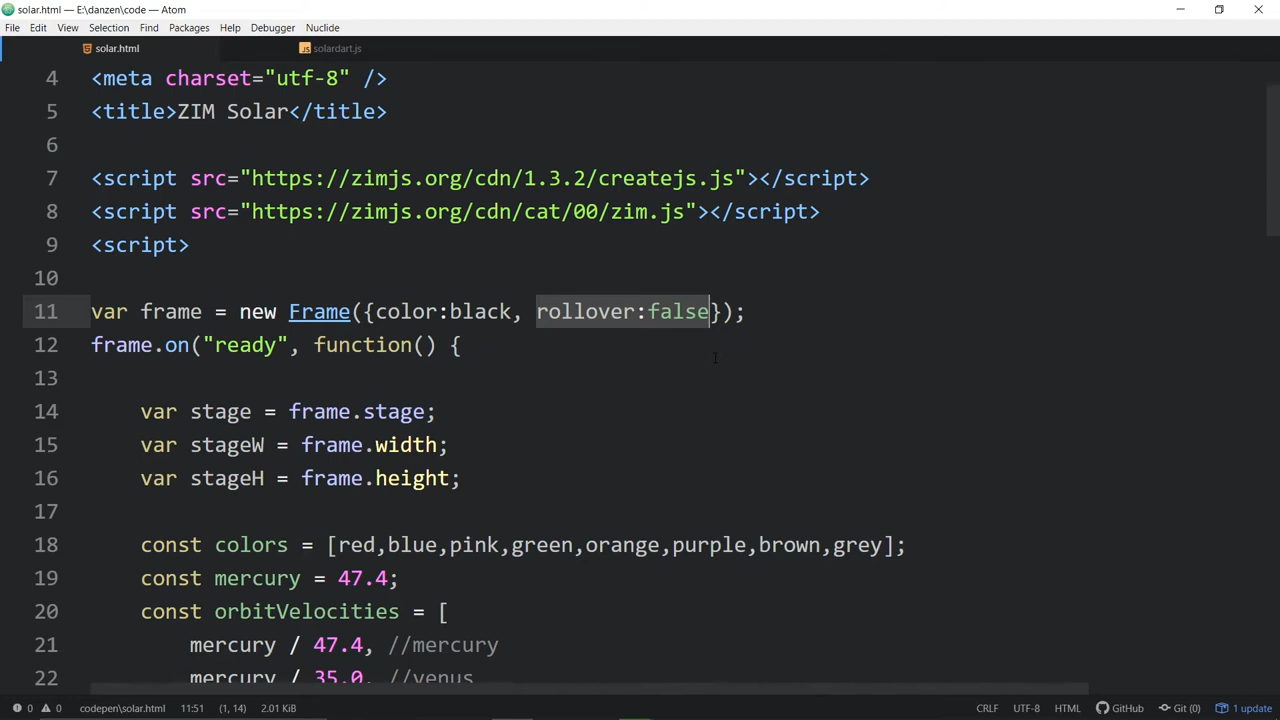 solar.html — E:\danzen\code — Atom
File Edit View Selection Find Packages Help Debugger Nuclide
solar.html solardart.js
4 <meta charset="utf-8" />
5 <title>ZIM Solar</title>
6
7 <script src="https://zimjs.org/cdn/1.3.2/createjs.js"></script>
8 <script src="https://zimjs.org/cdn/cat/00/zim.js"></script>
9 <script>
10
11 var frame = new Frame({color:black, rollover:false});
12 frame.on("ready", function() {
13
14 var stage = frame.stage;
15 var stageW = frame.width;
16 var stageH = frame.height;
17
18 const colors = [red,blue,pink,green,orange,purple,brown,grey];
19 const mercury = 47.4;
20 const orbitVelocities = [
21 mercury / 47.4, //mercury
22 mercury / 35.0, //venus
0 0 codepen\solar.html 11:51 (1, 14) 2.01 KiB CRLF UTF-8 HTML GitHub Git (0) 1 update